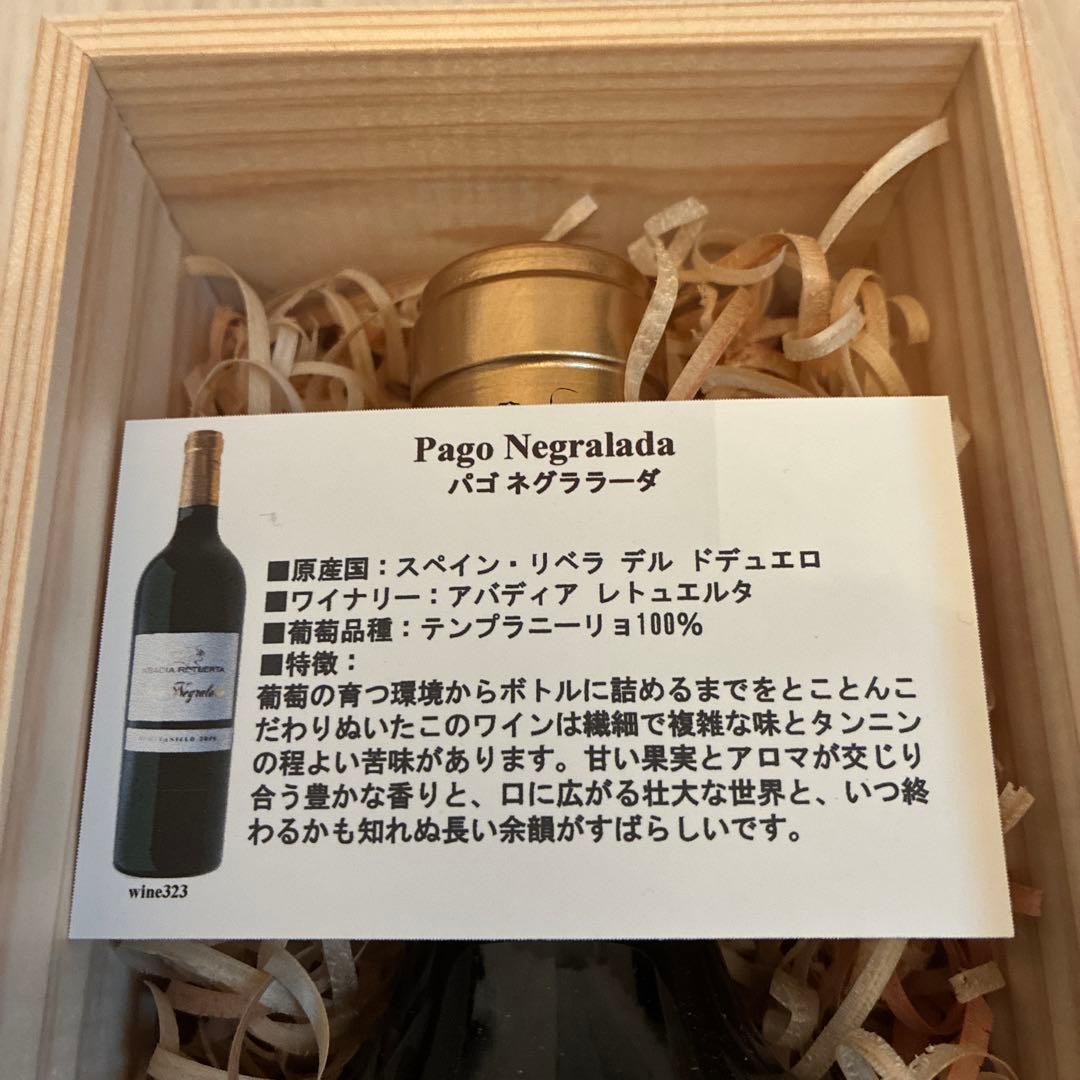 Pago Negralada
パゴ ネグララーダ
■原産国：スペイン・リベラ デル ドデュエロ
■ワイナリー：アバディア レトュエルタ
■葡萄品種：テンプラニーリョ100％
■特徴：
葡萄の育つ環境からボトルに詰めるまでをとことんこ
だわりぬいたこのワインは繊細で複雑な味とタンニン
の程よい苦味があります。甘い果実とアロマが交じり
合う豊かな香りと、口に広がる壮大な世界と、いつ終
わるかも知れぬ長い余韻がすばらしいです。
wine323